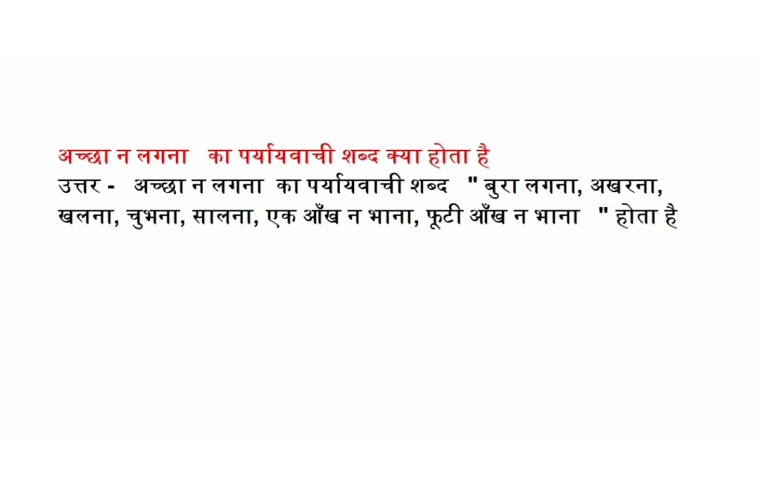 अच्छा न लगना का पर्यायवाची शब्द क्या होता है
उत्तर - अच्छा न लगना का पर्यायवाची शब्द " बुरा लगना, अखरना,
खलना, चुभना, सालना, एक आँख न भाना, फूटी आँख न भाना " होता है